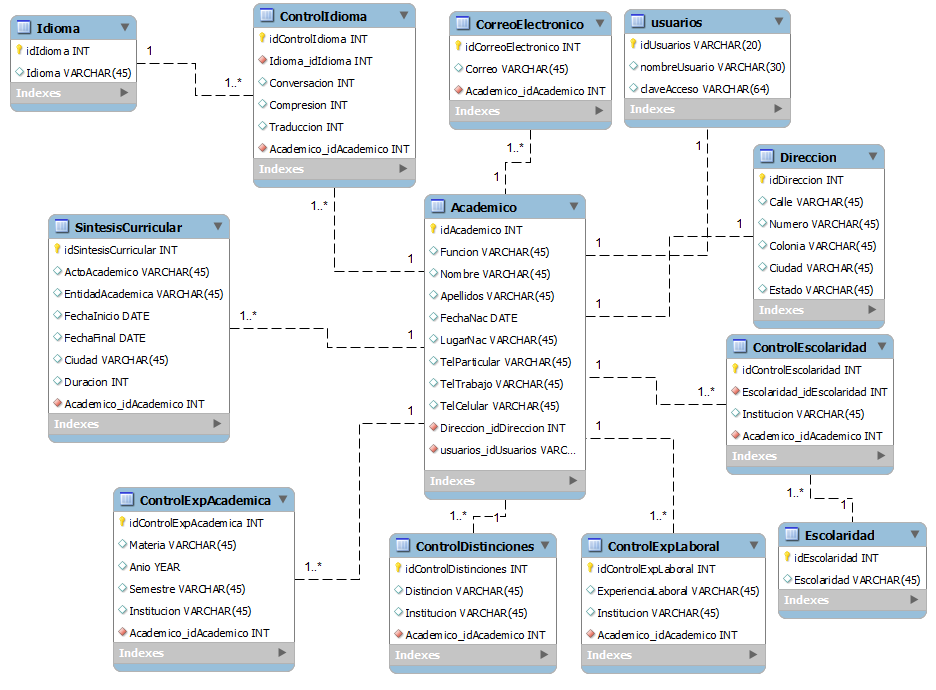 Idioma
idIdioma INT
Idioma VARCHAR(45)
Indexes
1
1..*
ControlIdioma
idControlIdioma INT
Idioma_idIdioma INT
Conversacion INT
Compresion INT
Traduccion INT
Academico_idAcademico INT
Indexes
1..*
1
CorreoElectronico
idCorreoElectronico INT
Correo VARCHAR(45)
Academico_idAcademico INT
Indexes
1..*
1
usuarios
idUsuarios VARCHAR(20)
nombreUsuario VARCHAR(30)
claveAcceso VARCHAR(64)
Indexes
1
1
Direccion
idDireccion INT
Calle VARCHAR(45)
Numero VARCHAR(45)
Colonia VARCHAR(45)
Ciudad VARCHAR(45)
Estado VARCHAR(45)
Indexes
1
1
SintesisCurricular
idSintesisCurricular INT
ActoAcademico VARCHAR(45)
EntidadAcademica VARCHAR(45)
FechaInicio DATE
FechaFinal DATE
Ciudad VARCHAR(45)
Duracion INT
Academico_idAcademico INT
Indexes
1..*
1
Academico
idAcademico INT
Funcion VARCHAR(45)
Nombre VARCHAR(45)
Apellidos VARCHAR(45)
FechaNac DATE
LugarNac VARCHAR(45)
TelParticular VARCHAR(45)
TelTrabajo VARCHAR(45)
TelCelular VARCHAR(45)
Direccion_idDireccion INT
usuarios_idUsuarios VARC...
Indexes
ControlEscolaridad
idControlEscolaridad INT
Escolaridad_idEscolaridad INT
Institucion VARCHAR(45)
Academico_idAcademico INT
Indexes
1
1..*
1..*
1
ControlExpAcademica
idControlExpAcademica INT
Materia VARCHAR(45)
Anio YEAR
Semestre VARCHAR(45)
Institucion VARCHAR(45)
Academico_idAcademico INT
Indexes
1..*
1
ControlDistinciones
idControlDistinciones INT
Distincion VARCHAR(45)
Institucion VARCHAR(45)
Academico_idAcademico INT
Indexes
1..*
1
ControlExpLaboral
idControlExpLaboral INT
ExperienciaLaboral VARCHAR(45)
Institucion VARCHAR(45)
Academico_idAcademico INT
Indexes
1
1..*
Escolaridad
idEscolaridad INT
Escolaridad VARCHAR(45)
Indexes